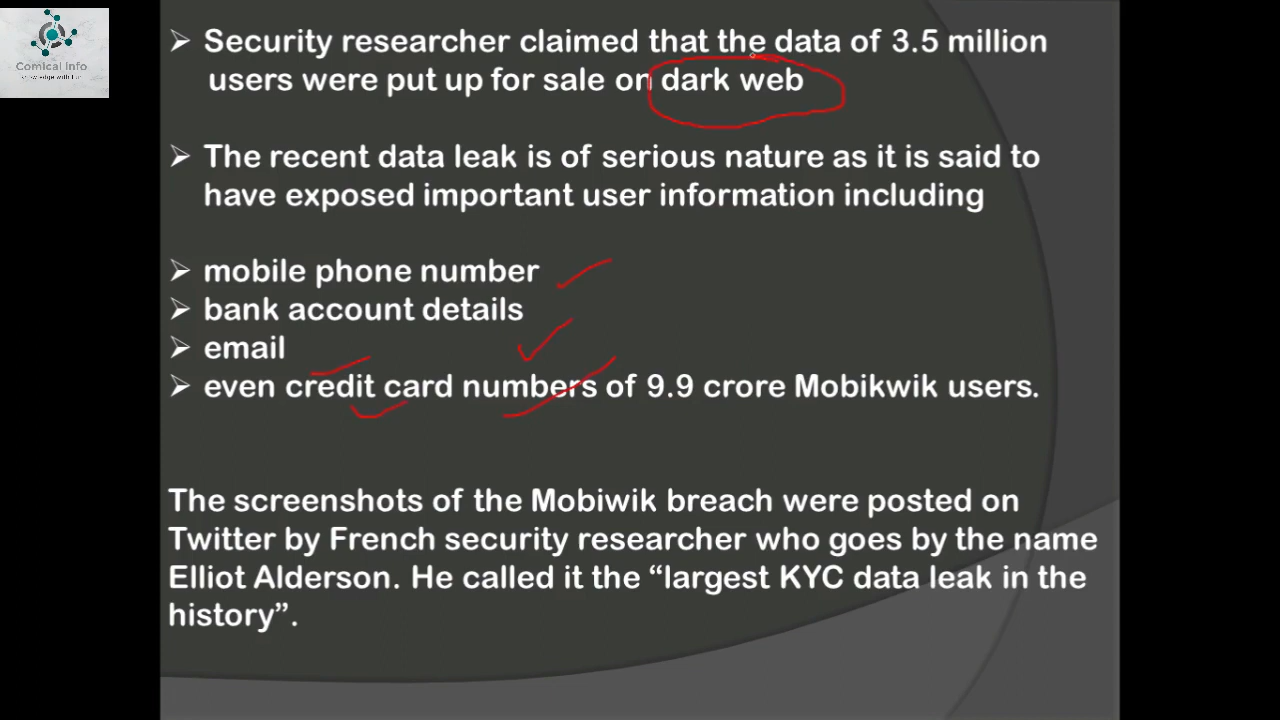 Comical Info
Security researcher claimed that the data of 3.5 million
users were put up for sale on dark web
The recent data leak is of serious nature as it is said to
have exposed important user information including
mobile phone number
bank account details
email
even credit card numbers of 9.9 crore Mobikwik users.
The screenshots of the Mobiwik breach were posted on
Twitter by French security researcher who goes by the name
Elliot Alderson. He called it the “largest KYC data leak in the
history”.